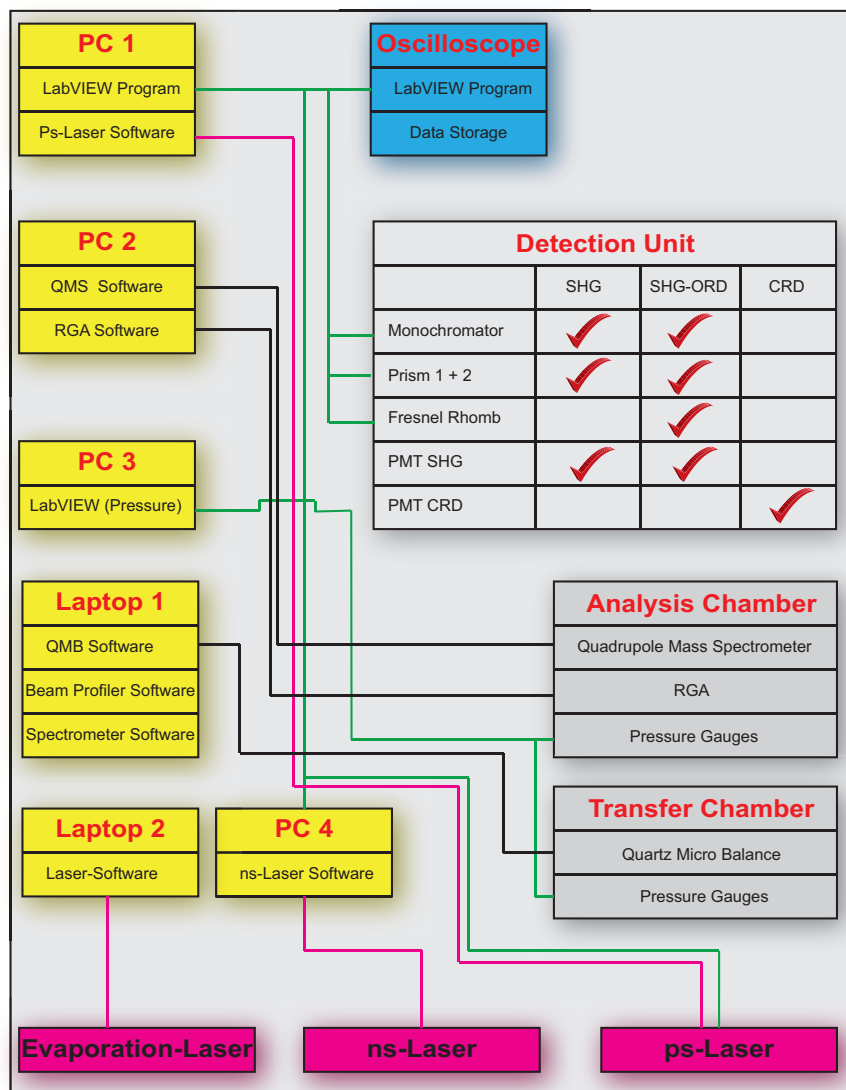 PC 1
LabVIEW Program
Ps-Laser Software
Oscilloscope
LabVIEW Program
Data Storage
PC 2
QMS Software
RGA Software
Detection Unit
SHG SHG-ORD CRD
Monochromator
Prism 1 + 2
Fresnel Rhomb
PMT SHG
PMT CRD
PC 3
LabVIEW (Pressure)
Laptop 1
QMB Software
Beam Profiler Software
Spectrometer Software
Analysis Chamber
Quadrupole Mass Spectrometer
RGA
Pressure Gauges
Laptop 2
Laser-Software
PC 4
ns-Laser Software
Transfer Chamber
Quartz Micro Balance
Pressure Gauges
Evaporation-Laser
ns-Laser
ps-Laser